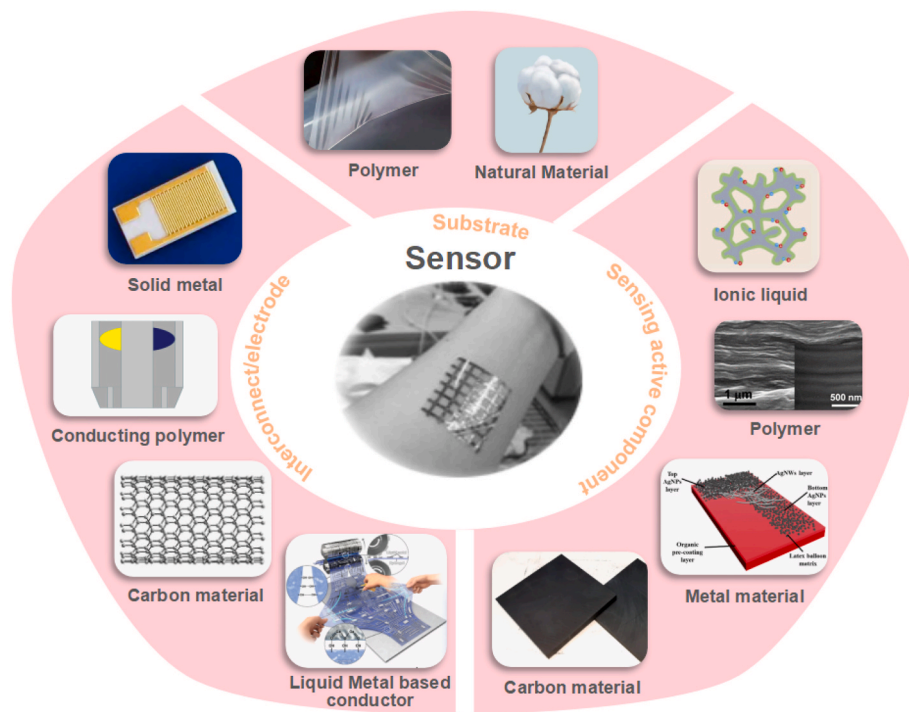 Polymer
Natural Material
Substrate
Sensor
Solid metal
Interconnect/electrode
Sensing active component
Ionic liquid
Conducting polymer
1 μm
500 nm
Polymer
Carbon material
Top
AgNPs
layer
AgNWs
layer
Bottom
AgNPs
layer
Organic
pre-coating
layer
Latex balloon
matrix
Metal material
Liquid Metal based
conductor
Carbon material